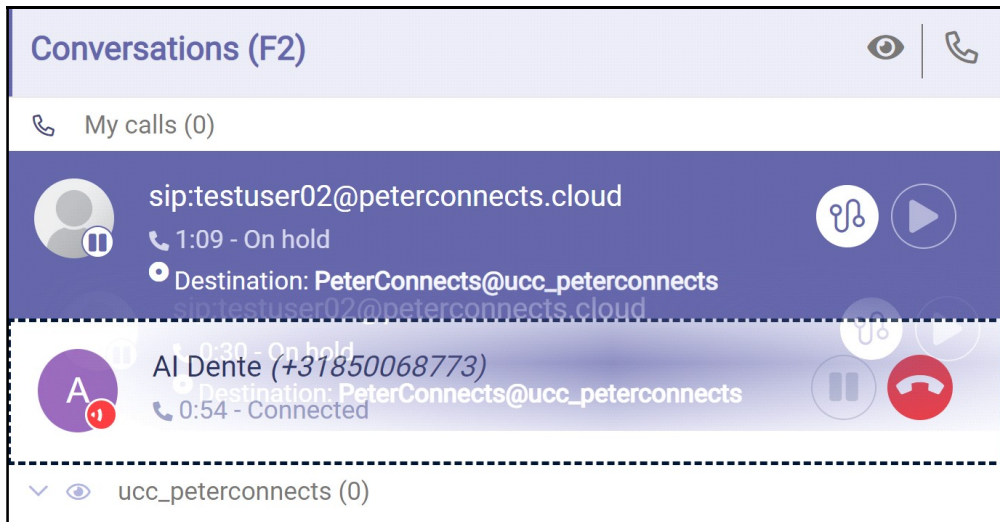 Conversations (F2)
My calls (0)
sip:testuser02@peterconnects.cloud
1:09 - On hold
Destination: PeterConnects@ucc_peterconnects
sip:testuser02@peterconnects.cloud
0:30 - On hold
Al Dente (+31850068773)
A
Destination: PeterConnects@ucc_peterconnects
0:54 - Connected
ucc_peterconnects (0)